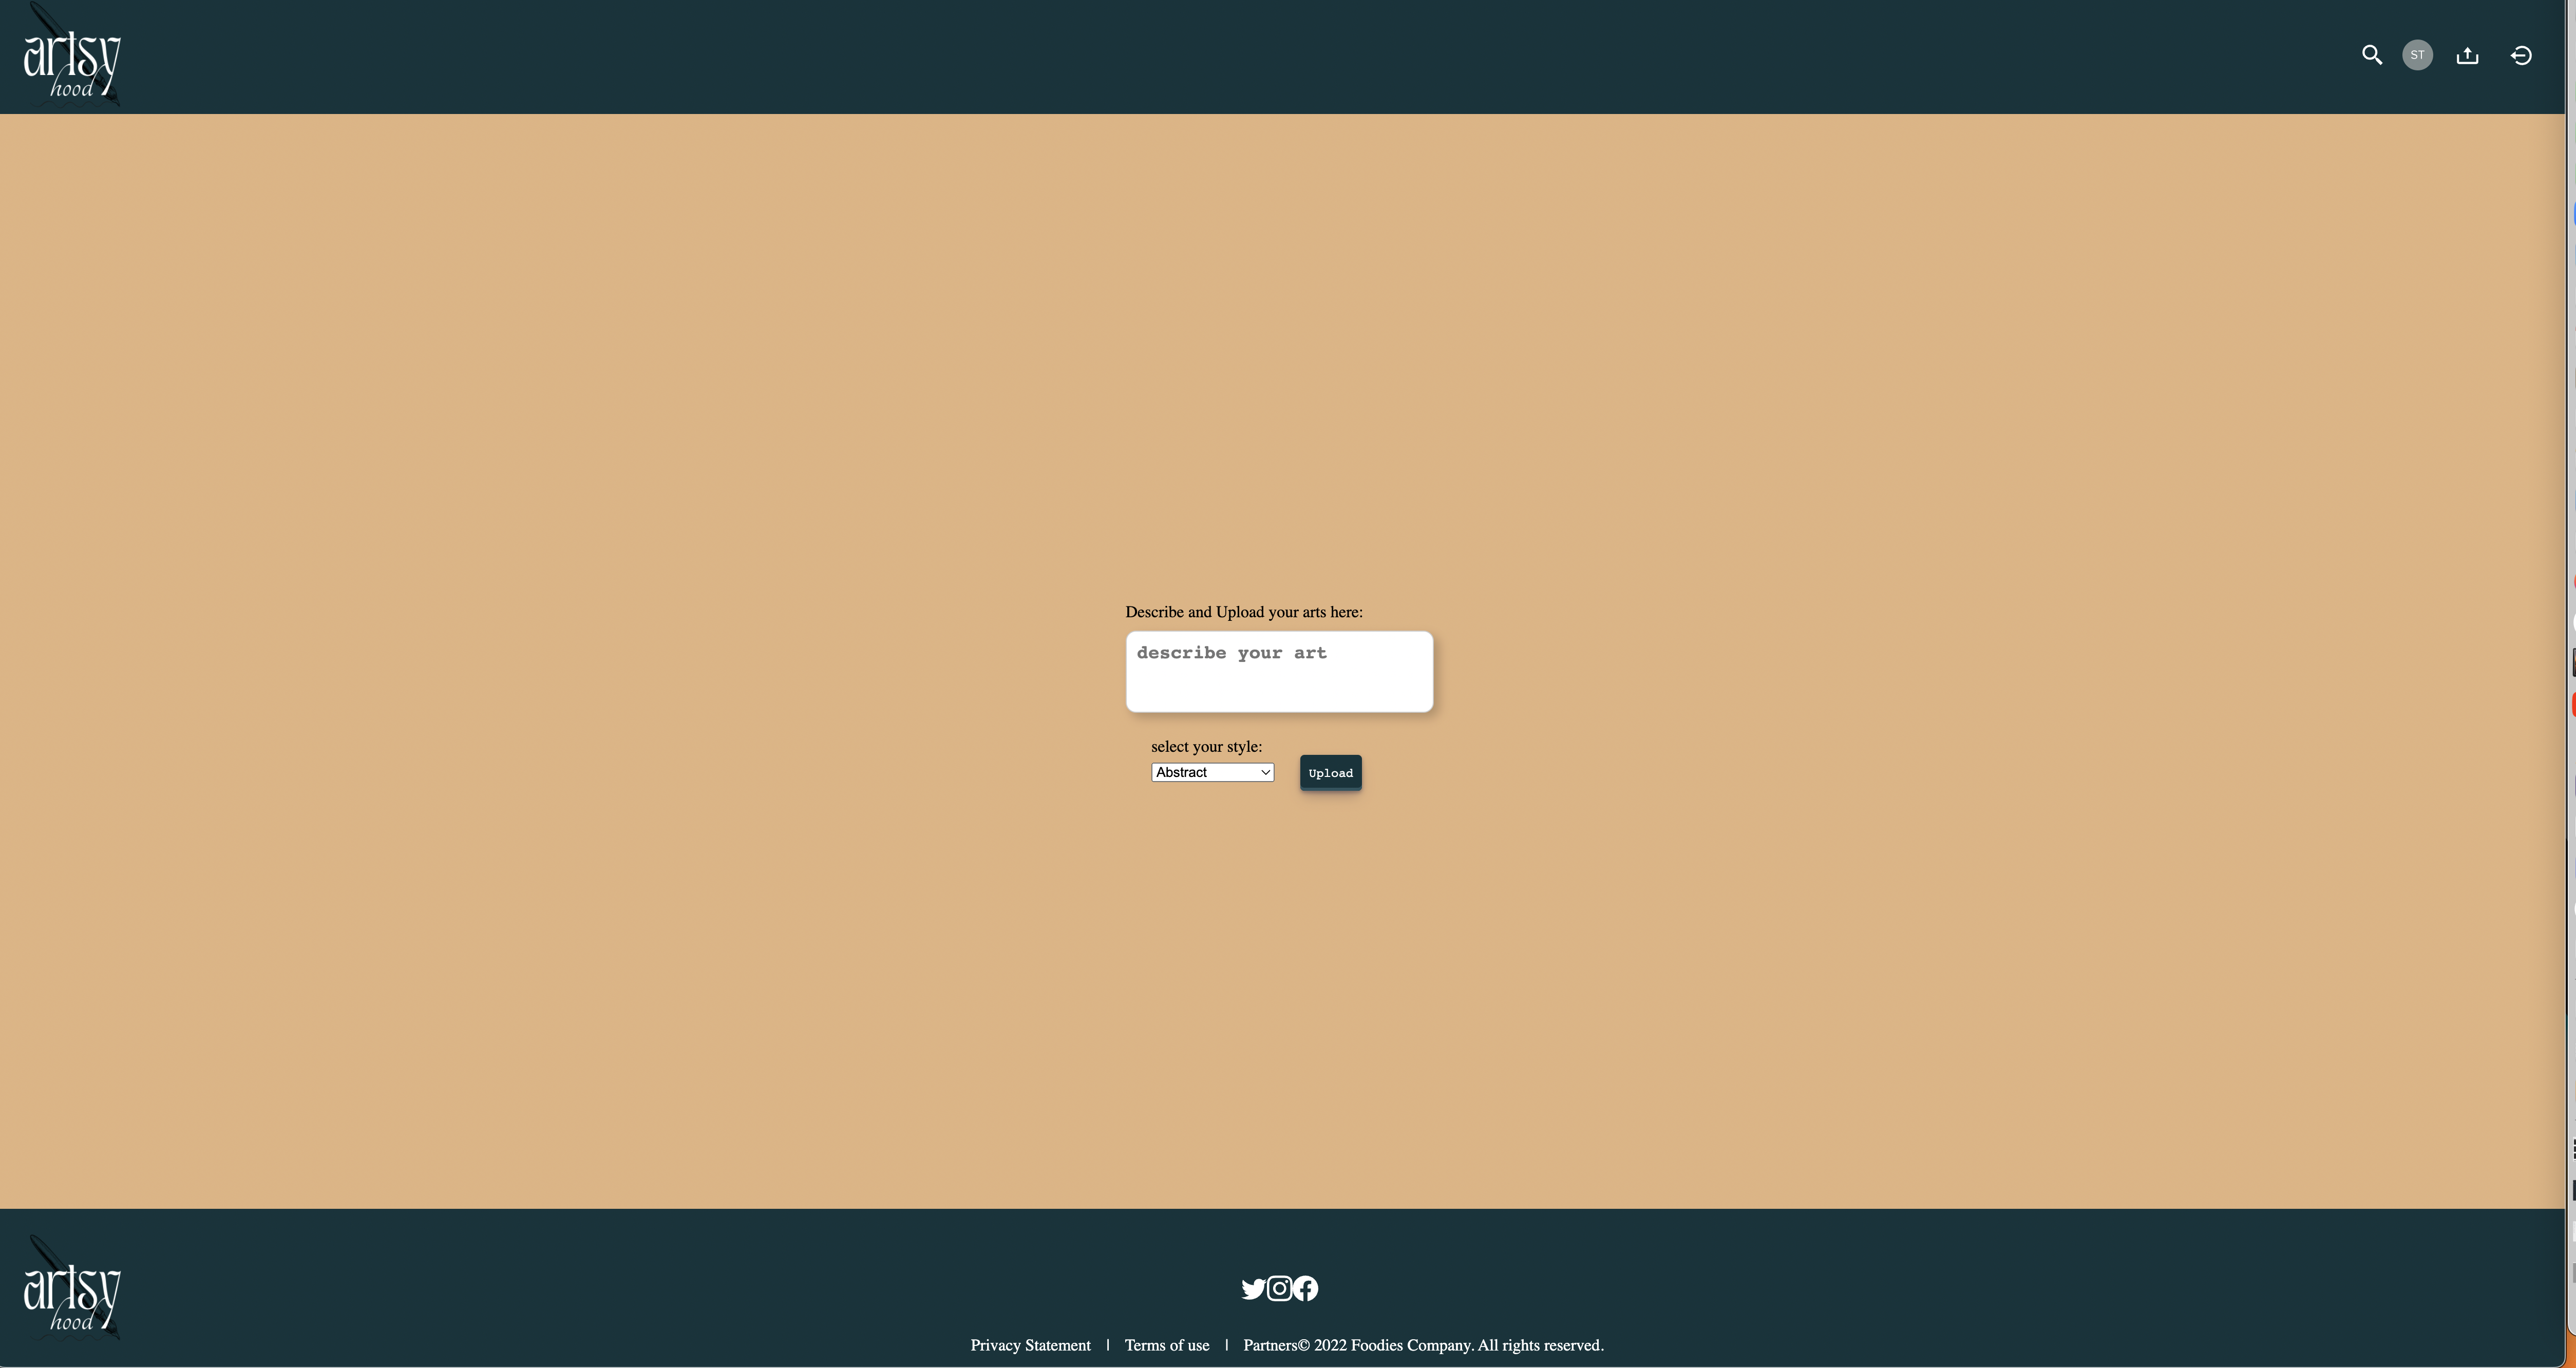 artsy
hood
ST
Describe and Upload your arts here:
describe your art
select your style:
Abstract
Upload
artsy
hood
Privacy Statement | Terms of use | Partners© 2022 Foodies Company. All rights reserved.